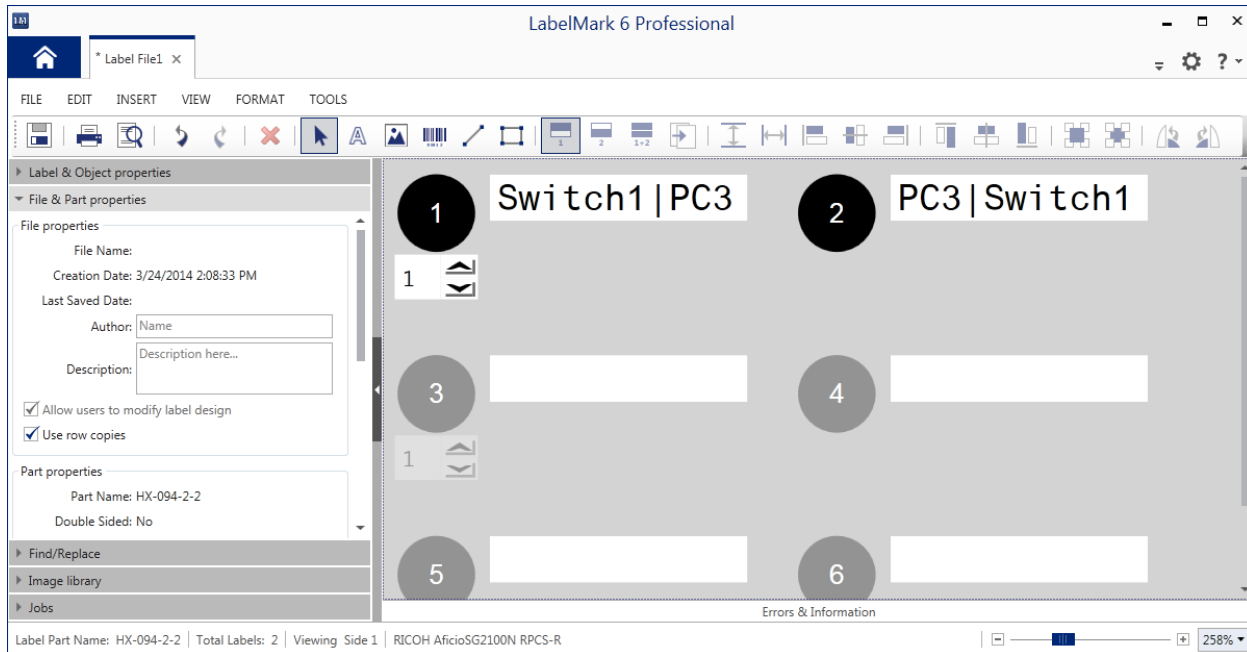 LabelMark 6 Professional
* Label File1
FILE EDIT INSERT VIEW FORMAT TOOLS
1 2 1+2
Label & Object properties
File & Part properties
File properties
File Name:
Creation Date: 3/24/2014 2:08:33 PM
Last Saved Date:
Author: Name
Description: Description here...
Allow users to modify label design
Use row copies
Part properties
Part Name: HX-094-2-2
Double Sided: No
Find/Replace
Image library
Jobs
1 Switch1|PC3 2 PC3|Switch1
1
3 4
1
5 6
Errors & Information
Label Part Name: HX-094-2-2 Total Labels: 2 Viewing Side 1 RICOH AficioSG2100N RPCS-R 258%